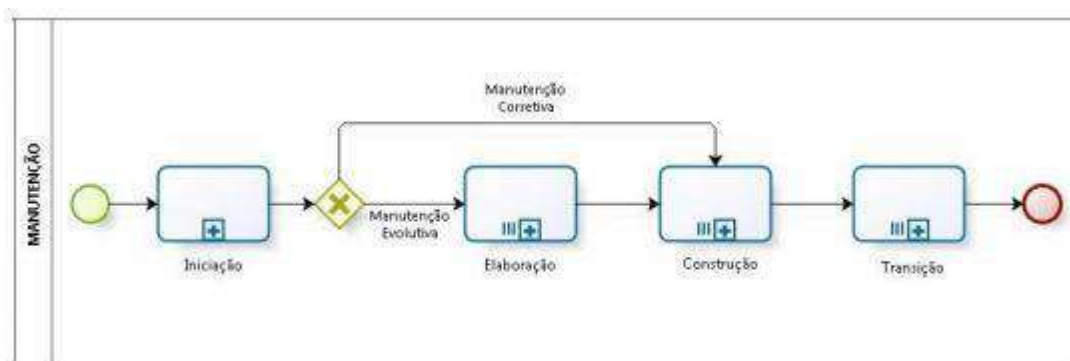 MANUTENÇÃO
Manutenção
Corretiva
Manutenção
Evolutiva
Iniciação
Elaboração
Construção
Transição